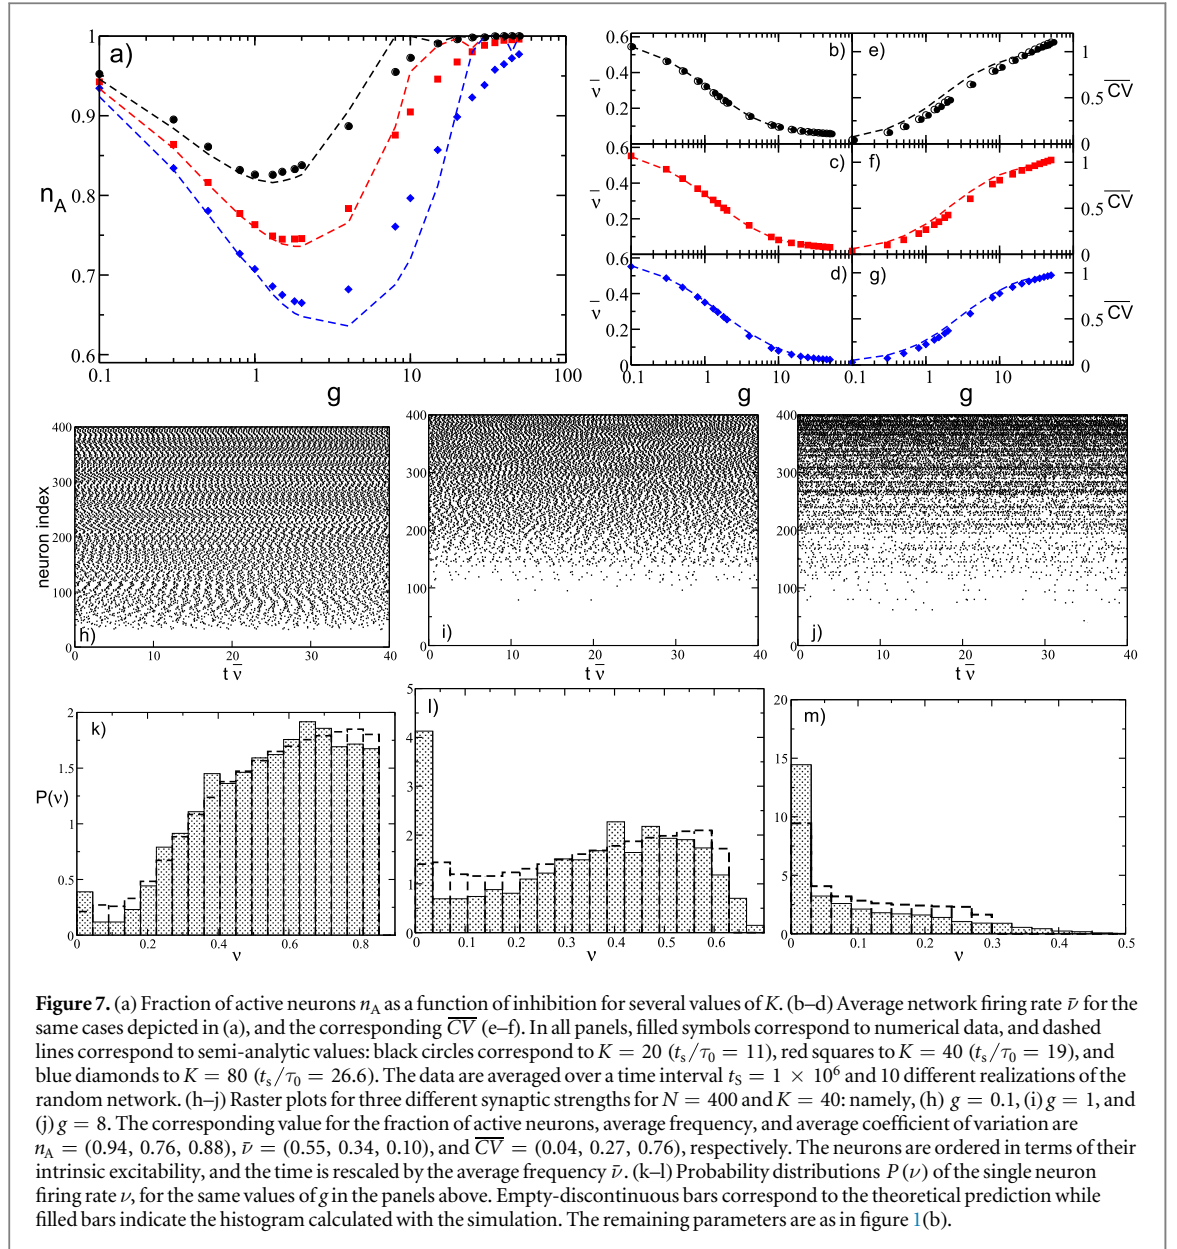 a)
1
0.9
n_A
0.8
0.7
0.6
0.1 1 10 100
g
0.6 b) e) 1
ν̄ 0.4 0.5 \overline{CV}
0.2 0
0.6 c) f) 1
ν̄ 0.4 0.5 \overline{CV}
0.2 0
0.6 d) g) 1
ν̄ 0.4 0.5 \overline{CV}
0.2 0
0
0.1 1 10 0.1 1 10
g g
400
300
neuron index
200
100
0
h)
0 10 20 30 40
t ν̄
400
300
200
100
0
i)
0 10 20 30 40
t ν̄
400
300
200
100
0
j)
0 10 20 30 40
t ν̄
2
k)
1.5
P(ν)
1
0.5
0
0.2 0.4 0.6 0.8
ν
5
l)
4
3
2
1
0
0 0.1 0.2 0.3 0.4 0.5 0.6
ν
20
m)
15
10
5
0
0 0.1 0.2 0.3 0.4 0.5
ν
Figure 7. (a) Fraction of active neurons n_A as a function of inhibition for several values of K. (b–d) Average network firing rate ν̄ for the
same cases depicted in (a), and the corresponding \overline{CV} (e–f). In all panels, filled symbols correspond to numerical data, and dashed
lines correspond to semi-analytic values: black circles correspond to K = 20 (t_s/τ_0 = 11), red squares to K = 40 (t_s/τ_0 = 19), and
blue diamonds to K = 80 (t_s/τ_0 = 26.6). The data are averaged over a time interval t_S = 1 × 10^6 and 10 different realizations of the
random network. (h–j) Raster plots for three different synaptic strengths for N = 400 and K = 40: namely, (h) g = 0.1, (i) g = 1, and
(j) g = 8. The corresponding value for the fraction of active neurons, average frequency, and average coefficient of variation are
n_A = (0.94, 0.76, 0.88), ν̄ = (0.55, 0.34, 0.10), and \overline{CV} = (0.04, 0.27, 0.76), respectively. The neurons are ordered in terms of their
intrinsic excitability, and the time is rescaled by the average frequency ν̄. (k–l) Probability distributions P(ν) of the single neuron
firing rate ν, for the same values of g in the panels above. Empty-discontinuous bars correspond to the theoretical prediction while
filled bars indicate the histogram calculated with the simulation. The remaining parameters are as in figure 1(b).